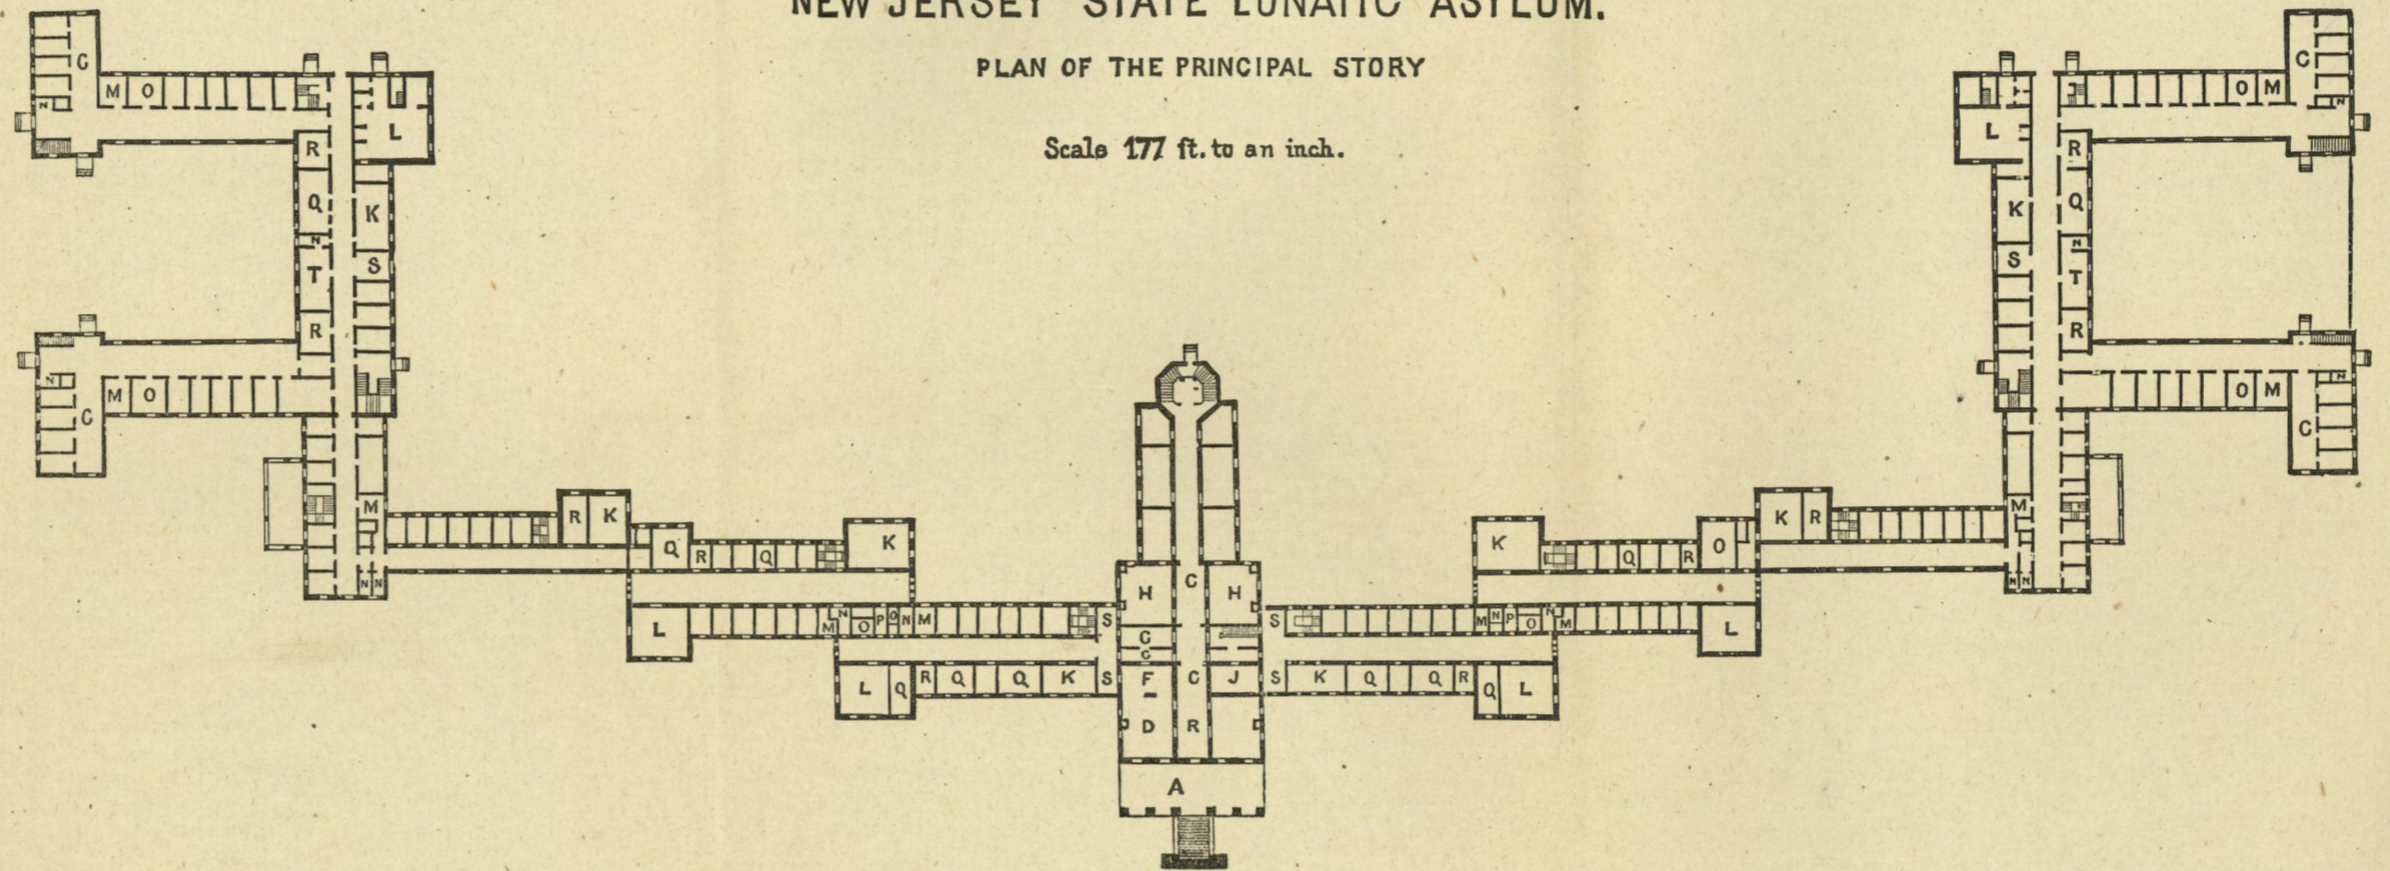 NEW JERSEY STATE LUNATIC ASYLUM.
PLAN OF THE PRINCIPAL STORY
Scale 177 ft. to an inch.
C C
M O O M
N N
L L
R R
Q K K Q
N N
T S S T
R R
N N
M O O M
C C
M M
R K K R
Q R Q K K Q R O
N N N N
H C H
L M N O P O N M S C S M N P O N M L
G
L Q R Q Q K S F C J S K Q Q R Q L
D R
A